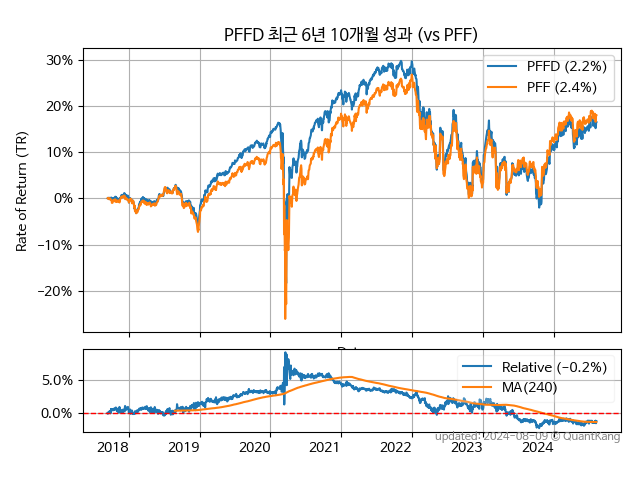 PFFD 최근 6년 10개월 성과 (vs PFF)
30%
20%
10%
0%
−10%
−20%
Rate of Return (TR)
PFFD (2.2%)
PFF (2.4%)
5.0%
0.0%
Relative (−0.2%)
MA(240)
2018 2019 2020 2021 2022 2023 2024
updated: 2024-08-09 © QuantKang